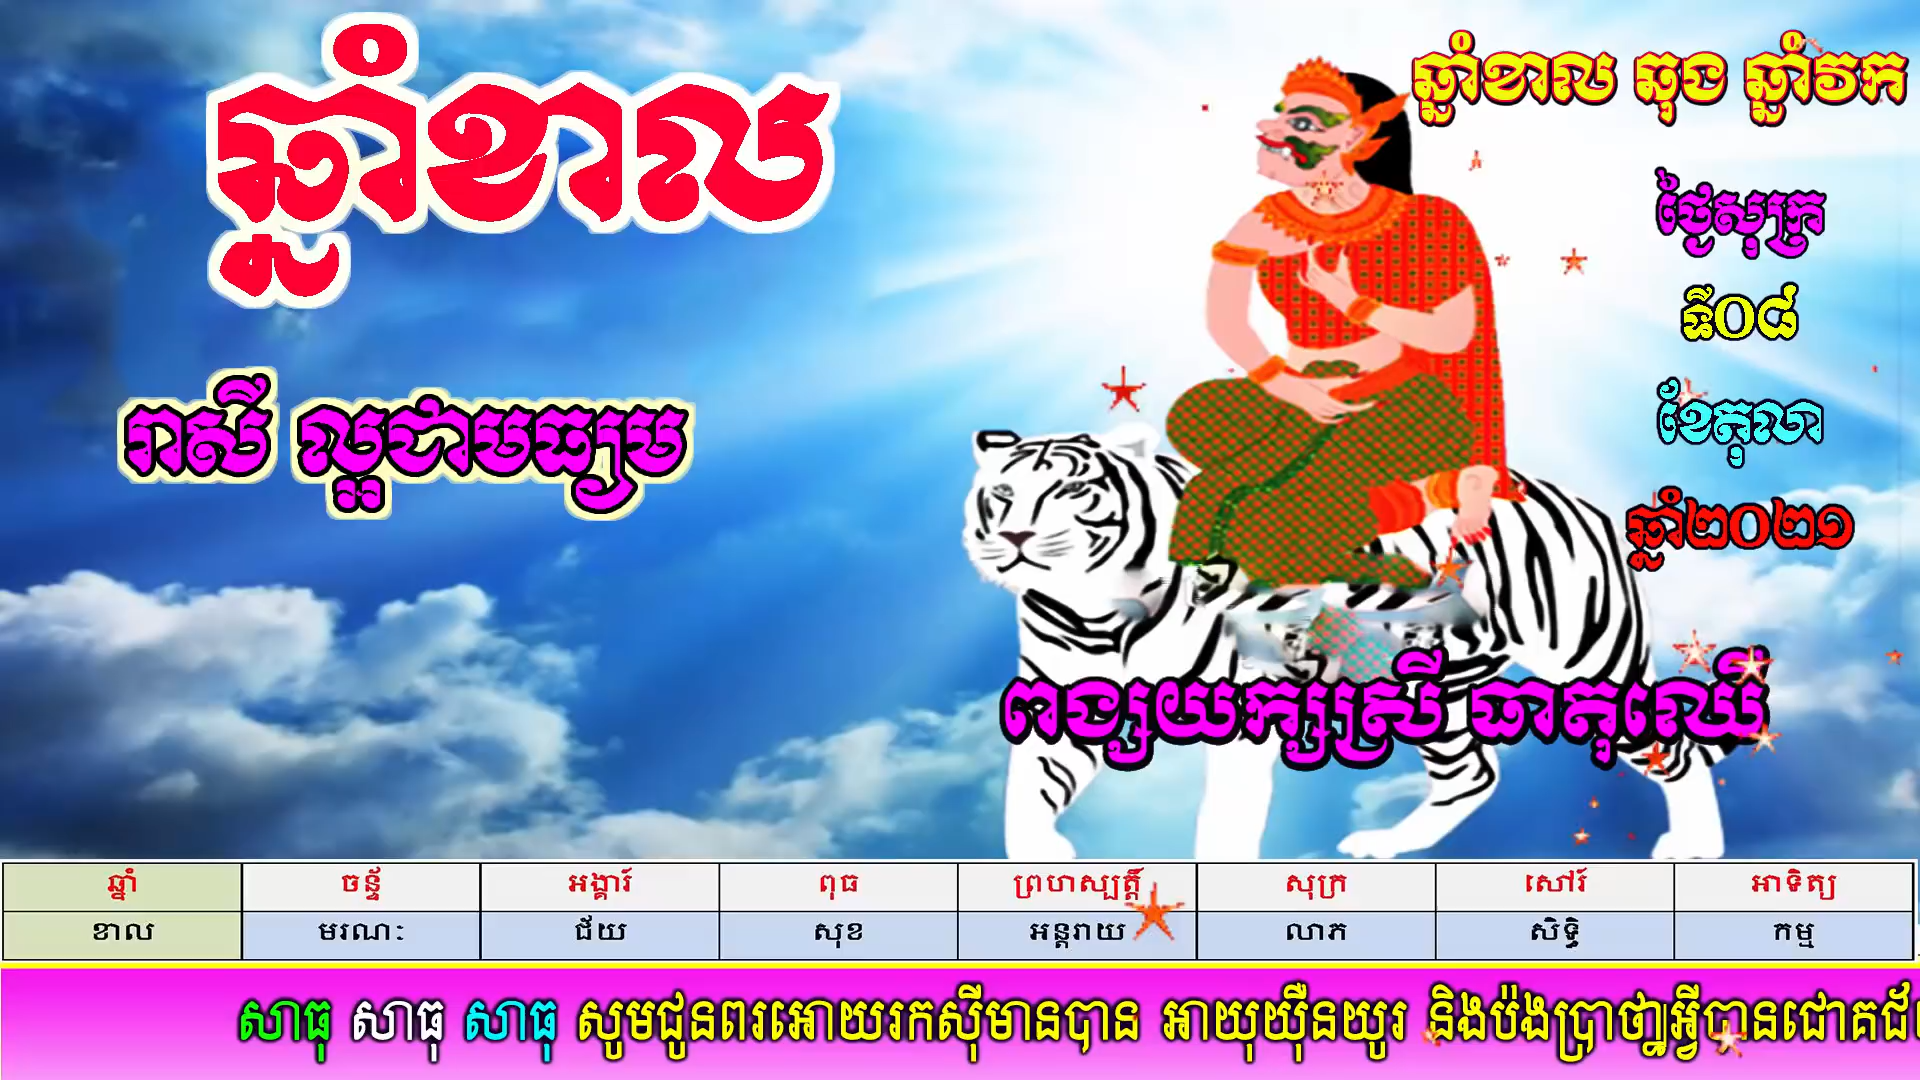 ឆ្នាំខាល
ឆ្នាំខាល ឆុង ឆ្នាំវក
ថ្ងៃសុក្រ
ទី០៨
ខែតុលា
ឆ្នាំ២០២១
រាសី ល្អជាមធ្យម
ពង្សយក្សស្រី ធាតុឈើ
ឆ្នាំ ចន្ទ័ អង្គារ៍ ពុធ ព្រហស្បត្តិ៍ សុក្រ សៅរ៍ អាទិត្យ
ខាល មរណៈ ជ័យ សុខ អន្តរាយ លាភ សិទ្ធិ កម្ម
សាធុ សាធុ សាធុ សូមជូនពរអោយរកស៊ីមានបាន អាយុយ៉ឺនយូរ និងប៉ងប្រាថា្នអ្វីបានជោគជ័